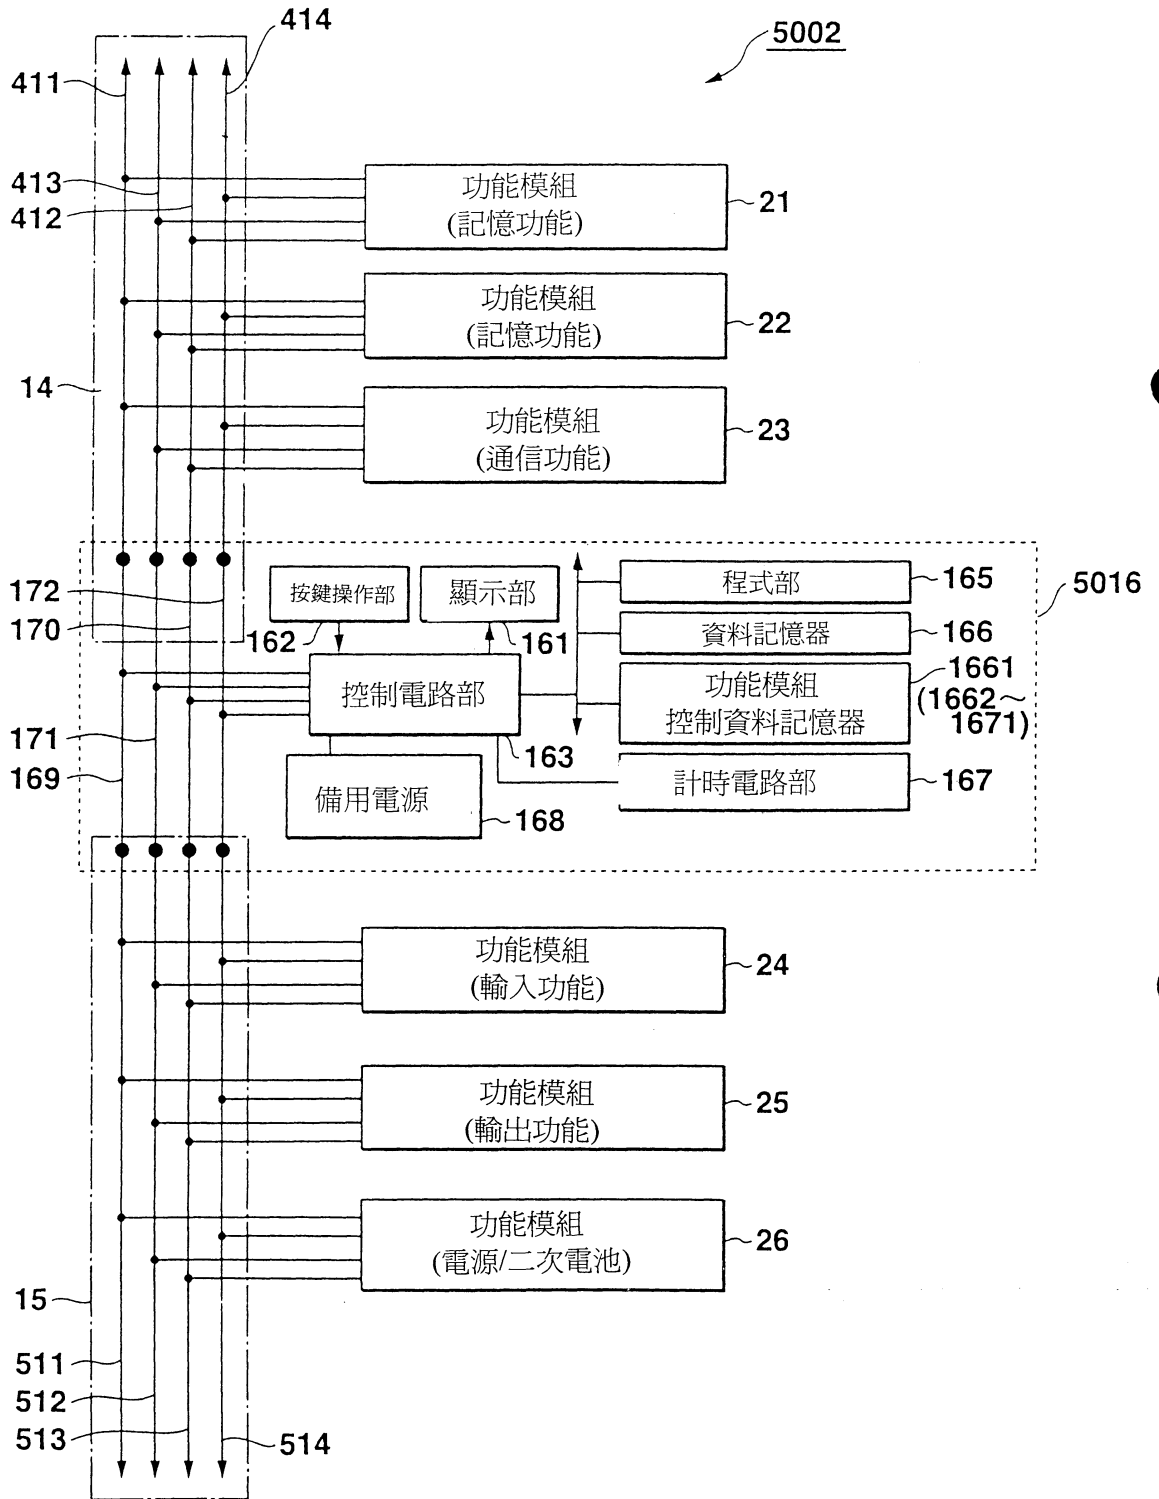 414
5002
411
413
412
功能模組
(記憶功能)
21
功能模組
(記憶功能)
22
14
功能模組
(通信功能)
23
172
170
按鍵操作部
162
顯示部
161
程式部
165
5016
資料記憶器
166
控制電路部
163
功能模組
控制資料記憶器
1661
(1662~
1671)
171
169
備用電源
168
計時電路部
167
功能模組
(輸入功能)
24
功能模組
(輸出功能)
25
功能模組
(電源/二次電池)
26
15
511
512
513
514